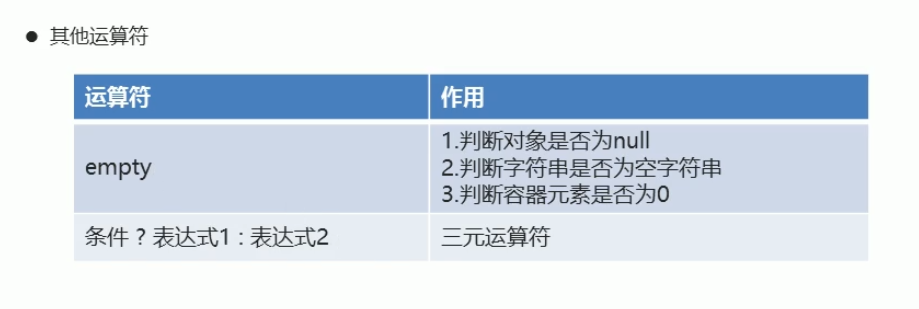 ● 其他运算符
运算符 作用
empty
1.判断对象是否为null
2.判断字符串是否为空字符串
3.判断容器元素是否为0
条件 ? 表达式1 : 表达式2 三元运算符